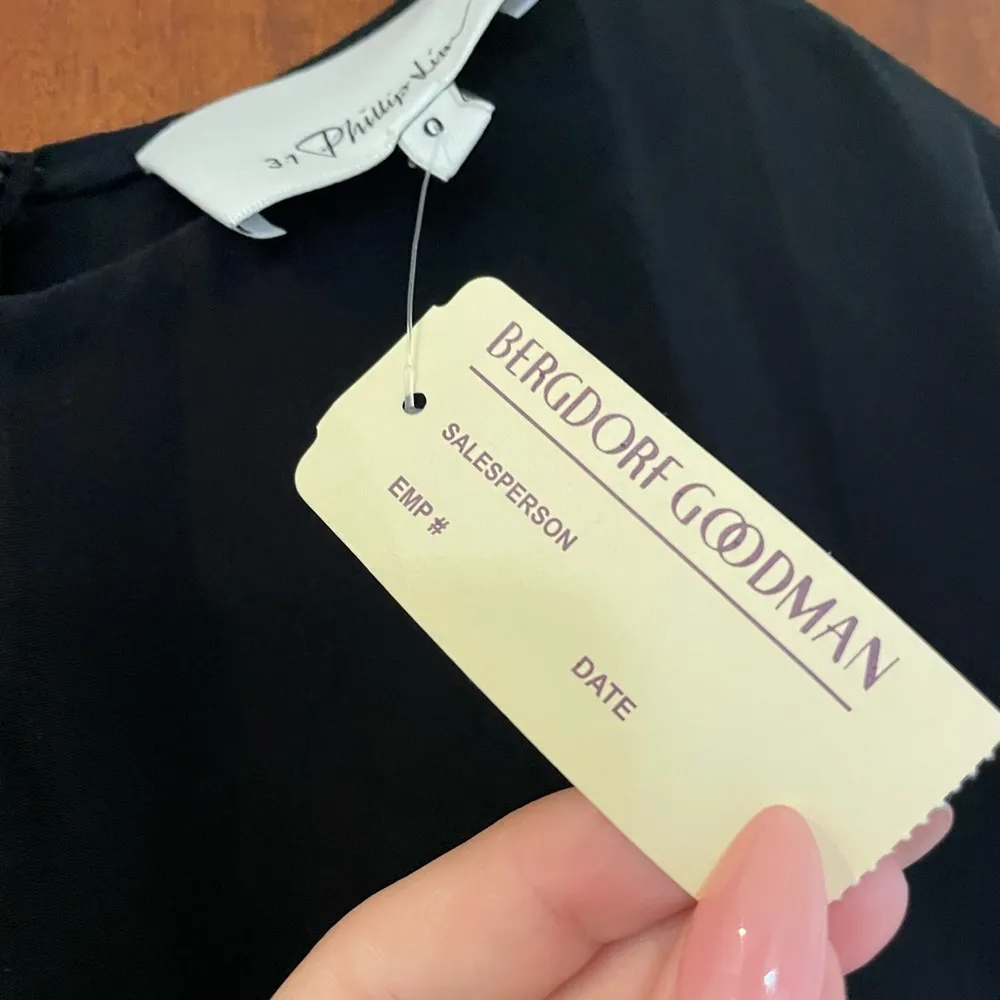 3.1 Phillip Lim
0
BERGDORF GOODMAN
SALESPERSON
EMP #
DATE